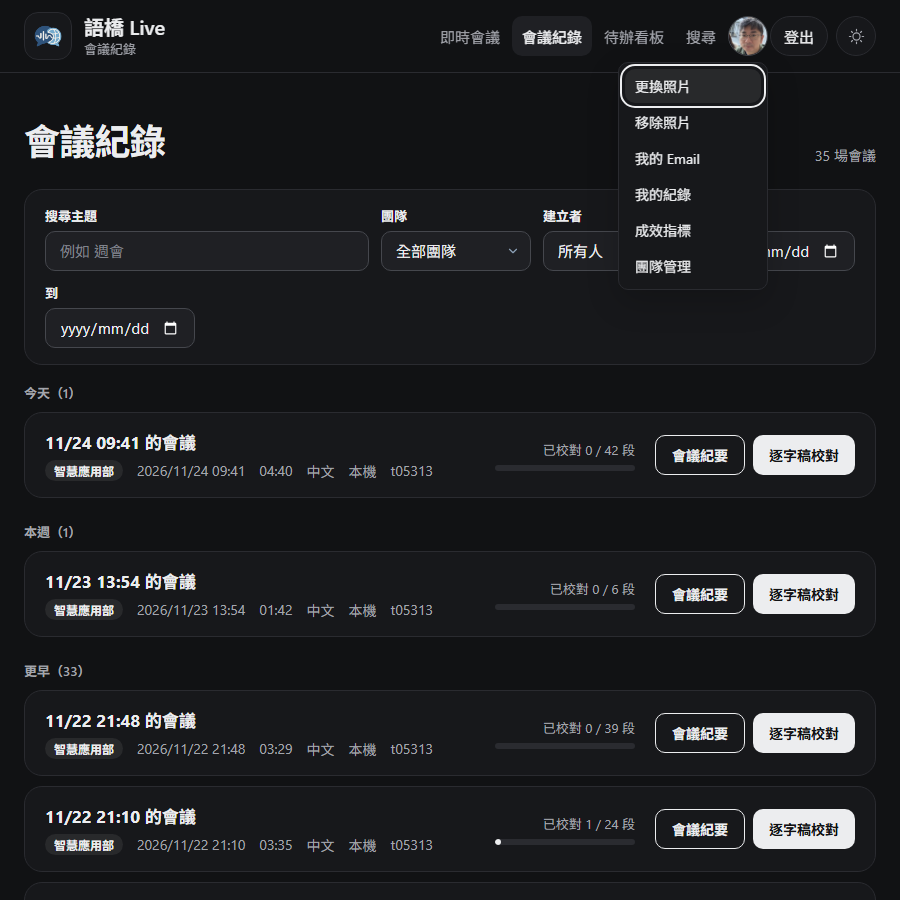 語橋 Live
會議紀錄
即時會議 會議紀錄 待辦看板 搜尋 登出
更換照片
移除照片
我的 Email
我的紀錄
成效指標
團隊管理
會議紀錄
35 場會議
搜尋主題 團隊 建立者
例如 週會 全部團隊 所有人 mm/dd
到
yyyy/mm/dd
今天（1）
11/24 09:41 的會議
智慧應用部 2026/11/24 09:41 04:40 中文 本機 t05313
已校對 0 / 42 段
會議紀要 逐字稿校對
本週（1）
11/23 13:54 的會議
智慧應用部 2026/11/23 13:54 01:42 中文 本機 t05313
已校對 0 / 6 段
會議紀要 逐字稿校對
更早（33）
11/22 21:48 的會議
智慧應用部 2026/11/22 21:48 03:29 中文 本機 t05313
已校對 0 / 39 段
會議紀要 逐字稿校對
11/22 21:10 的會議
智慧應用部 2026/11/22 21:10 03:35 中文 本機 t05313
已校對 1 / 24 段
會議紀要 逐字稿校對